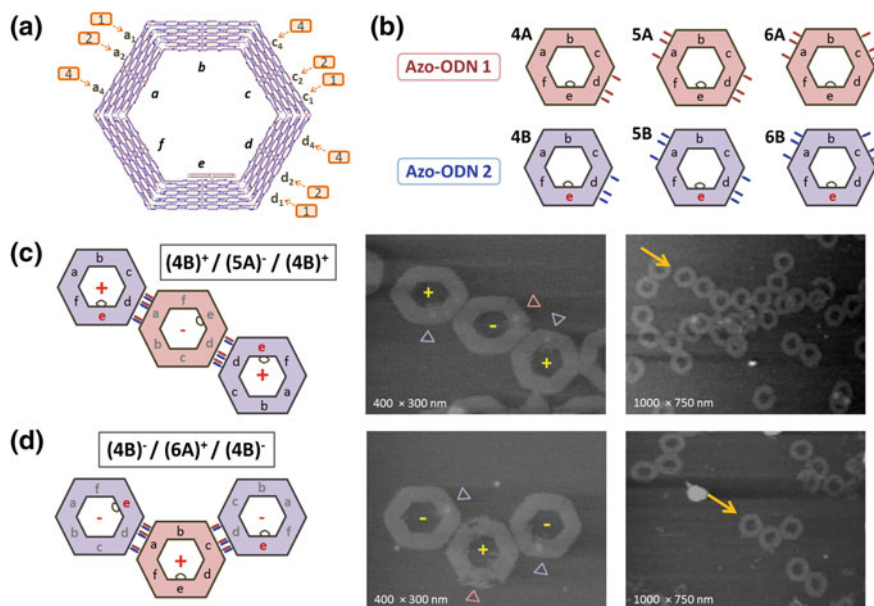 (a)
1
2
4
a1
a2
a4
4
2
1
c4
c2
c1
4
2
1
d4
d2
d1
a
b
c
d
e
f
(b)
Azo-ODN 1
4A
a
b
c
d
e
f
5A
a
b
c
d
e
f
6A
a
b
c
d
e
f
Azo-ODN 2
4B
a
b
c
d
e
f
5B
a
b
c
d
e
f
6B
a
b
c
d
e
f
(c)
(4B)+ / (5A)- / (4B)+
a
b
c
d
e
f
+
a
b
c
d
e
f
-
a
b
c
d
e
f
+
+
-
+
400 × 300 nm
1000 × 750 nm
(d)
(4B)- / (6A)+ / (4B)-
a
b
c
d
e
f
-
a
b
c
d
e
f
+
a
b
c
d
e
f
-
-
+
-
400 × 300 nm
1000 × 750 nm